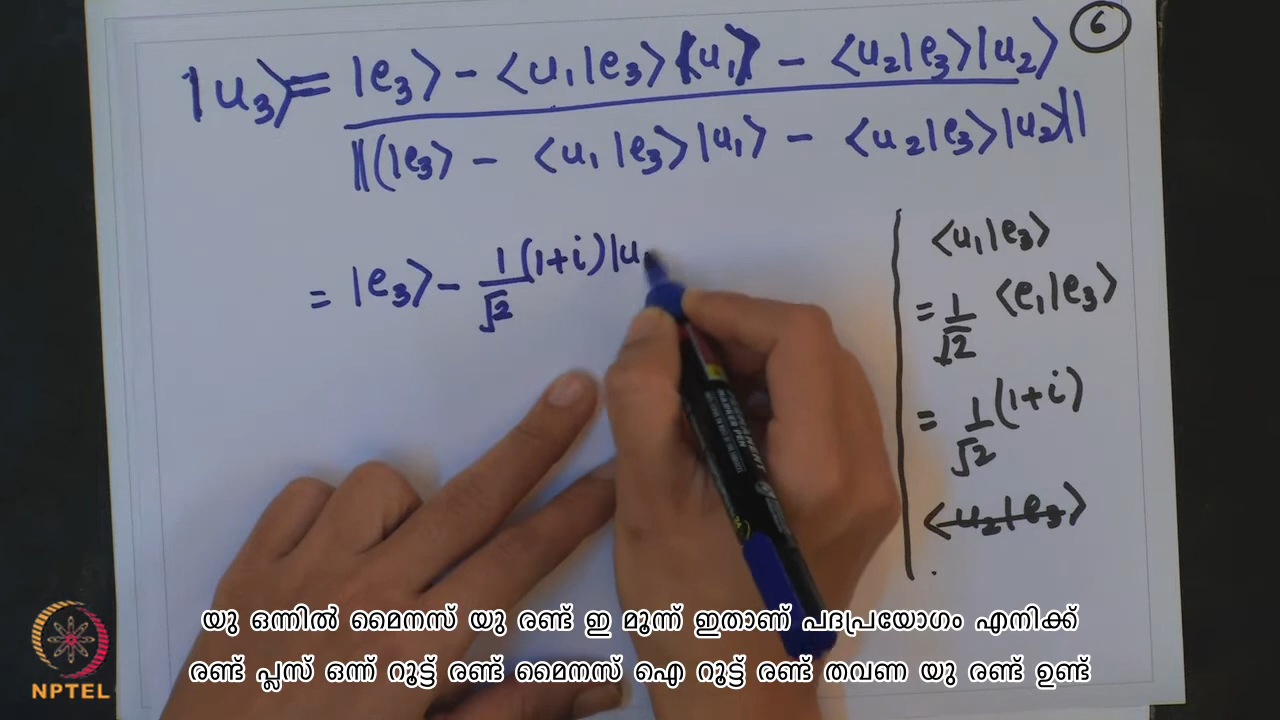 6
|u₃⟩ = |e₃⟩ - ⟨u₁|e₃⟩|u₁⟩ - ⟨u₂|e₃⟩|u₂⟩
||(|e₃⟩ - ⟨u₁|e₃⟩|u₁⟩ - ⟨u₂|e₃⟩|u₂⟩||
= |e₃⟩ - 1/√2 (1+i)|u
⟨u₁|e₃⟩
= 1/√2 ⟨e₁|e₃⟩
= 1/√2 (1+i)
⟨u₂|e₃⟩
യു ഒന്നിൽ മൈനസ് യു രണ്ട് ഇ മൂന്ന് ഇതാണ് പദപ്രയോഗം എനിക്ക്
രണ്ട് പ്ലസ് ഒന്ന് റൂട്ട് രണ്ട് മൈനസ് ഐ റൂട്ട് രണ്ട് തവണ യു രണ്ട് ഉണ്ട്
NPTEL